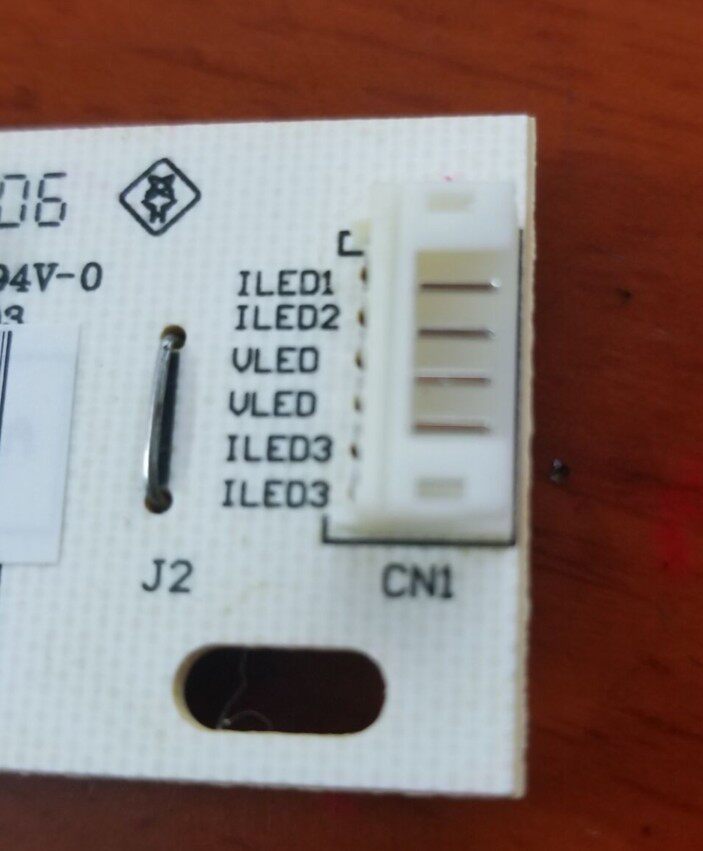 06
94V-0
ILED1
ILED2
VLED
VLED
ILED3
ILED3
J2
CN1